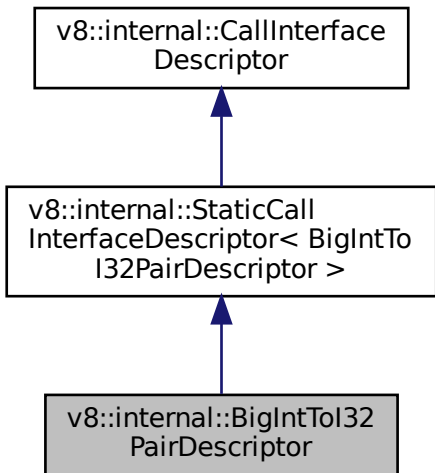 v8::internal::CallInterface
Descriptor
v8::internal::StaticCall
InterfaceDescriptor< BigIntTo
I32PairDescriptor >
v8::internal::BigIntToI32
PairDescriptor